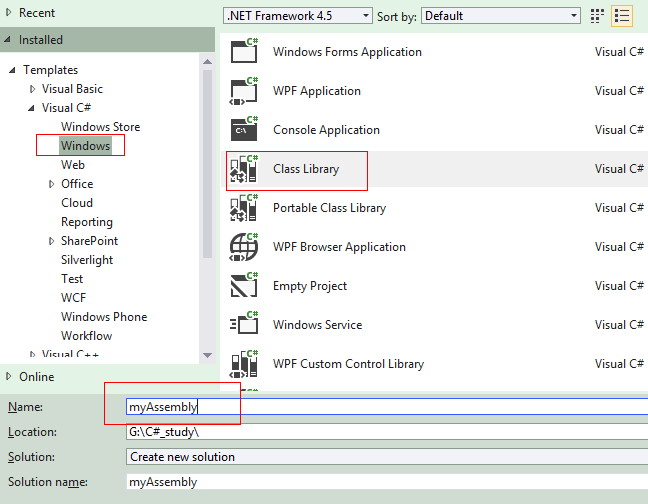 Recent
.NET Framework 4.5 Sort by: Default
Installed
Templates
Visual Basic
Visual C#
Windows Store
Windows
Web
Office
Cloud
Reporting
SharePoint
Silverlight
Test
WCF
Windows Phone
Workflow
Visual C++
C# Windows Forms Application Visual C#
C# WPF Application Visual C#
C# C:\ Console Application Visual C#
C# Class Library Visual C#
C# Portable Class Library Visual C#
C# WPF Browser Application Visual C#
C# Empty Project Visual C#
C# Windows Service Visual C#
C# WPF Custom Control Library Visual C#
C#
Online
Name: myAssembly
Location: G:\C#_study\
Solution: Create new solution
Solution name: myAssembly